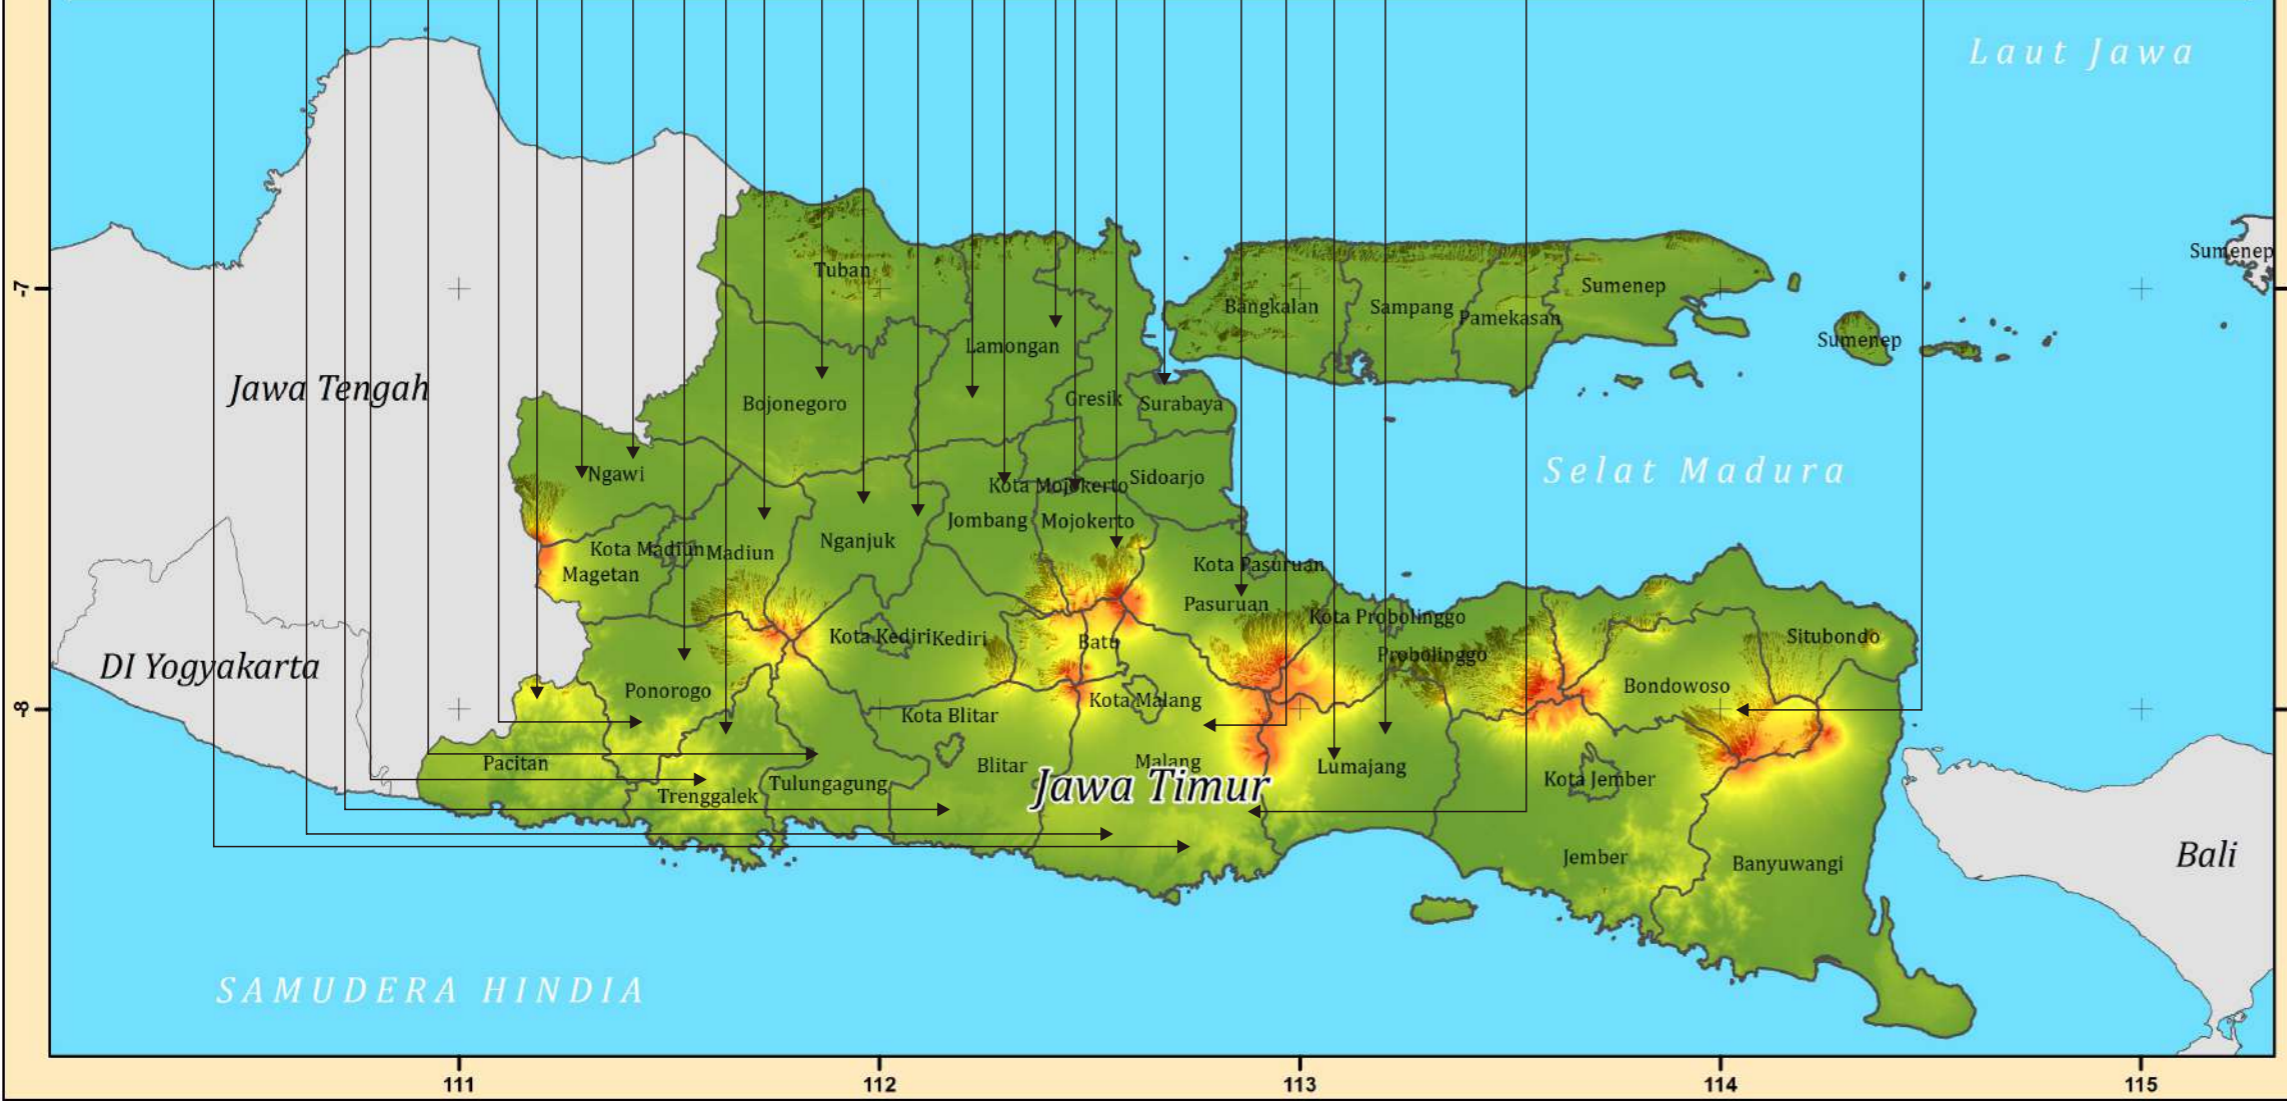 Laut Jawa
Sumenep
Tuban
-7
Sumenep
Bangkalan
Sampang
Pamekasan
Sumenep
Lamongan
Jawa Tengah
Bojonegoro
Gresik
Surabaya
Selat Madura
Ngawi
Sidoarjo
Kota Mojokerto
Jombang
Mojokerto
Nganjuk
Kota Madiun
Madiun
Kota Pasuruan
Magetan
Pasuruan
Kota Probolinggo
Kota Kediri
Kediri
Batu
Situbondo
Probolinggo
DI Yogyakarta
Ponorogo
Bondowoso
Kota Malang
-8
Kota Blitar
Pacitan
Blitar
Malang
Lumajang
Kota Jember
Tulungagung
Jawa Timur
Trenggalek
Jember
Banyuwangi
Bali
SAMUDERA HINDIA
111
112
113
114
115